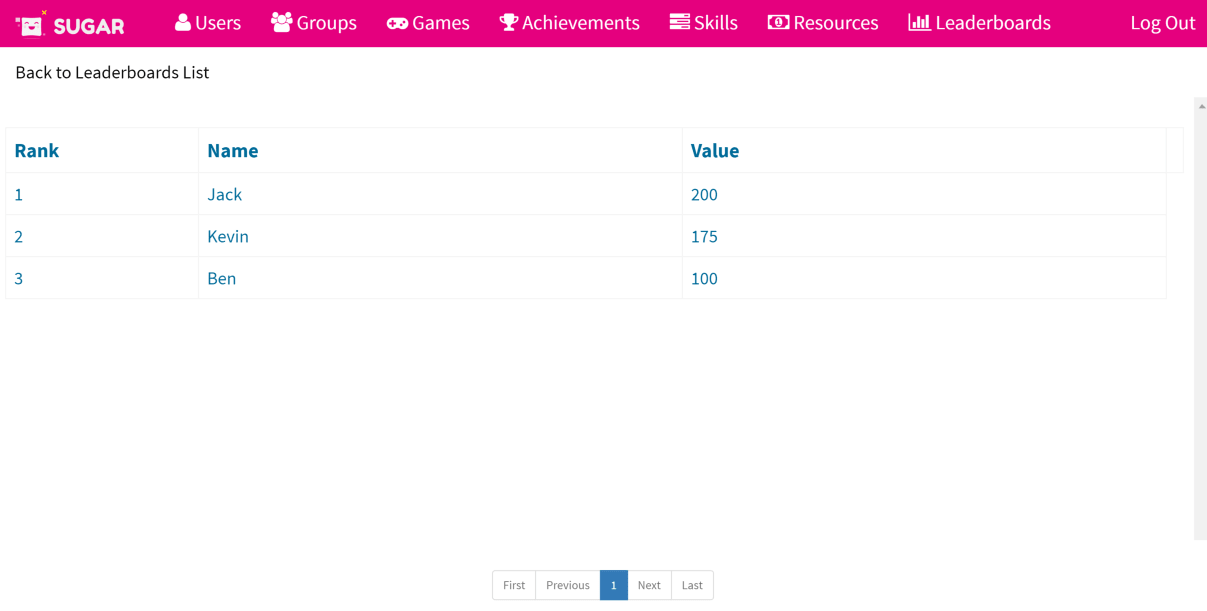 SUGAR Users Groups Games Achievements Skills Resources Leaderboards Log Out
Back to Leaderboards List
Rank Name Value
1 Jack 200
2 Kevin 175
3 Ben 100
First Previous 1 Next Last